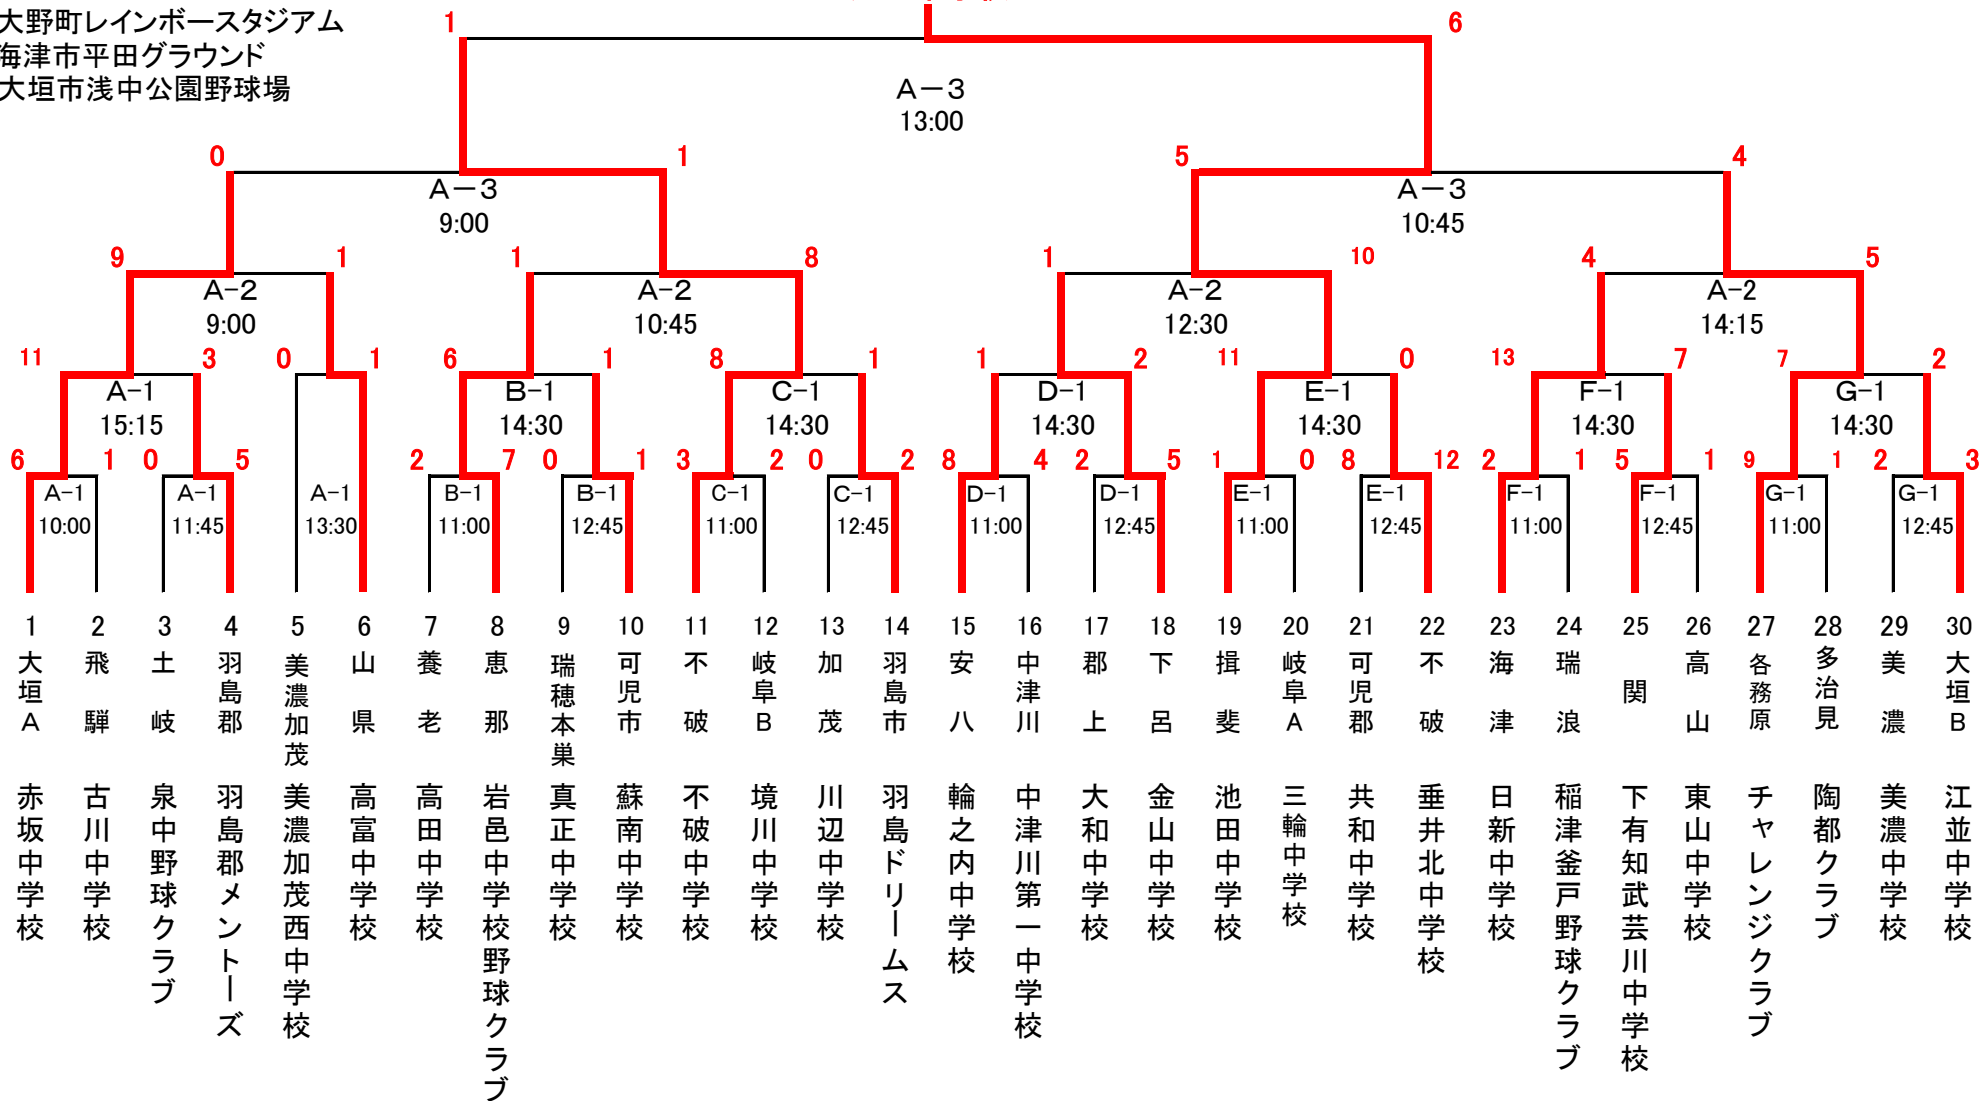 大野町レインボースタジアム
海津市平田グラウンド
大垣市浅中公園野球場
1 6
A-3
13:00
0 1 5 4
A-3 A-3
9:00 10:45
9 1 1 8 1 10 4 5
A-2 A-2 A-2 A-2
9:00 10:45 12:30 14:15
11 3 0 1 6 1 8 1 1 2 11 0 13 7 7 2
A-1 B-1 C-1 D-1 E-1 F-1 G-1
15:15 14:30 14:30 14:30 14:30 14:30 14:30
6 1 0 5 2 7 0 1 3 2 0 2 8 4 2 5 1 0 8 12 2 1 5 1 9 1 2 3
A-1 A-1 A-1 B-1 B-1 C-1 C-1 D-1 D-1 E-1 E-1 F-1 F-1 G-1 G-1
10:00 11:45 13:30 11:00 12:45 11:00 12:45 11:00 12:45 11:00 12:45 11:00 12:45 11:00 12:45
1 大垣A 赤坂中学校
2 飛騨 古川中学校
3 土岐 泉中野球クラブ
4 羽島郡 羽島郡メントーズ
5 美濃加茂 美濃加茂西中学校
6 山県 高富中学校
7 養老 高田中学校
8 恵那 岩邑中学校野球クラブ
9 瑞穂本巣 真正中学校
10 可児市 蘇南中学校
11 不破 不破中学校
12 岐阜B 境川中学校
13 加茂 川辺中学校
14 羽島市 羽島ドリームス
15 安八 輪之内中学校
16 中津川 中津川第一中学校
17 郡上 大和中学校
18 下呂 金山中学校
19 揖斐 池田中学校
20 岐阜A 三輪中学校
21 可児郡 共和中学校
22 不破 垂井北中学校
23 海津 日新中学校
24 瑞浪 稲津釜戸野球クラブ
25 関 下有知武芸川中学校
26 高山 東山中学校
27 各務原 チャレンジクラブ
28 多治見 陶都クラブ
29 美濃 美濃中学校
30 大垣B 江並中学校